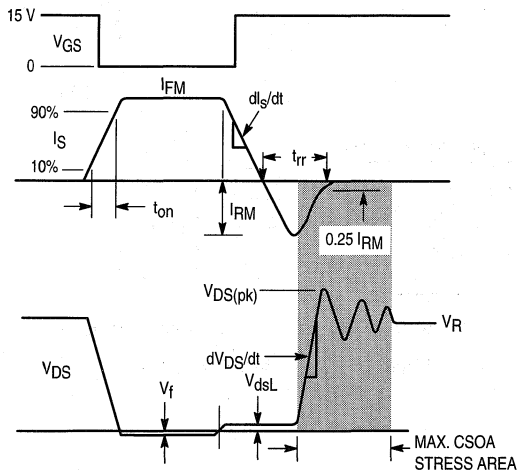 15 V
VGS
0
IFM
90%
dIS/dt
IS
trr
10%
ton
IRM
0.25 IRM
VDS(pk)
VR
dVDS/dt
VDS
Vf
VdsL
MAX. CSOA
STRESS AREA